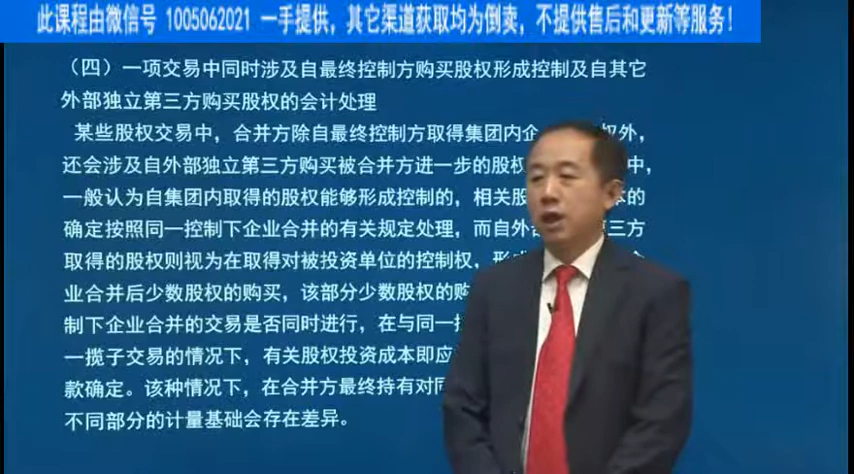 此课程由微信号 1005062021 一手提供，其它渠道获取均为倒卖，不提供售后和更新等服务！
（四）一项交易中同时涉及自最终控制方购买股权形成控制及自其它
外部独立第三方购买股权的会计处理
某些股权交易中，合并方除自最终控制方取得集团内企 权外，
还会涉及自外部独立第三方购买被合并方进一步的股 中，
一般认为自集团内取得的股权能够形成控制的，相关股 本的
确定按照同一控制下企业合并的有关规定处理，而自外 三方
取得的股权则视为在取得对被投资单位的控制权，形
业合并后少数股权的购买，该部分少数股权的购
制下企业合并的交易是否同时进行，在与同一
一揽子交易的情况下，有关股权投资成本即应
款确定。该种情况下，在合并方最终持有对同
不同部分的计量基础会存在差异。